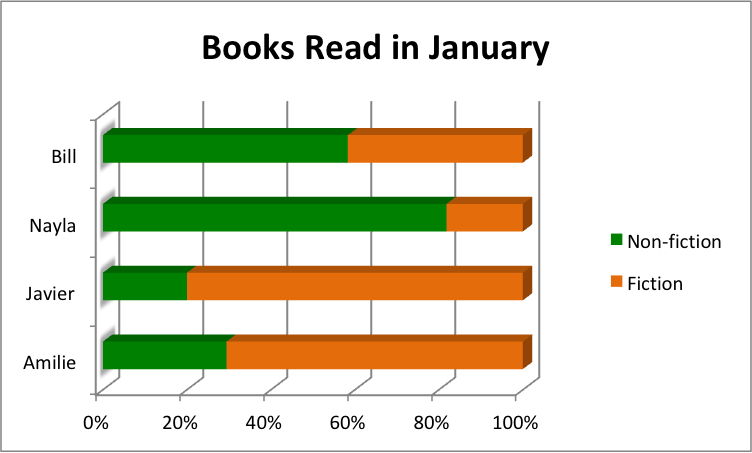 Books Read in January
Bill
Nayla
Javier
Amilie
0% 20% 40% 60% 80% 100%
Non-fiction
Fiction